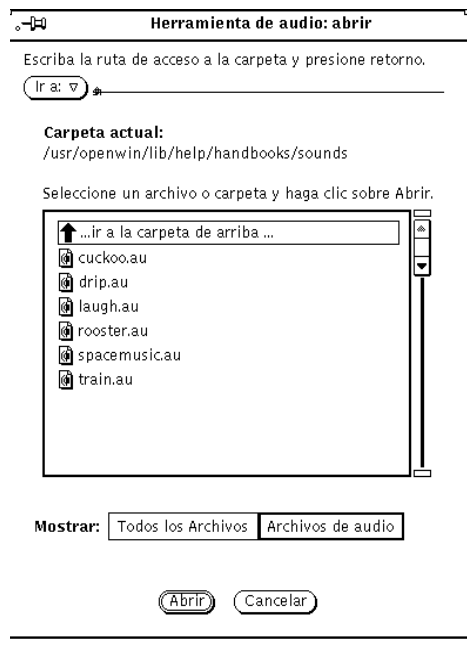 Herramienta de audio: abrir
Escriba la ruta de acceso a la carpeta y presione retorno.
Ir a:
Carpeta actual:
/usr/openwin/lib/help/handbooks/sounds
Seleccione un archivo o carpeta y haga clic sobre Abrir.
...ir a la carpeta de arriba ...
cuckoo.au
drip.au
laugh.au
rooster.au
spacemusic.au
train.au
Mostrar: Todos los Archivos Archivos de audio
Abrir Cancelar